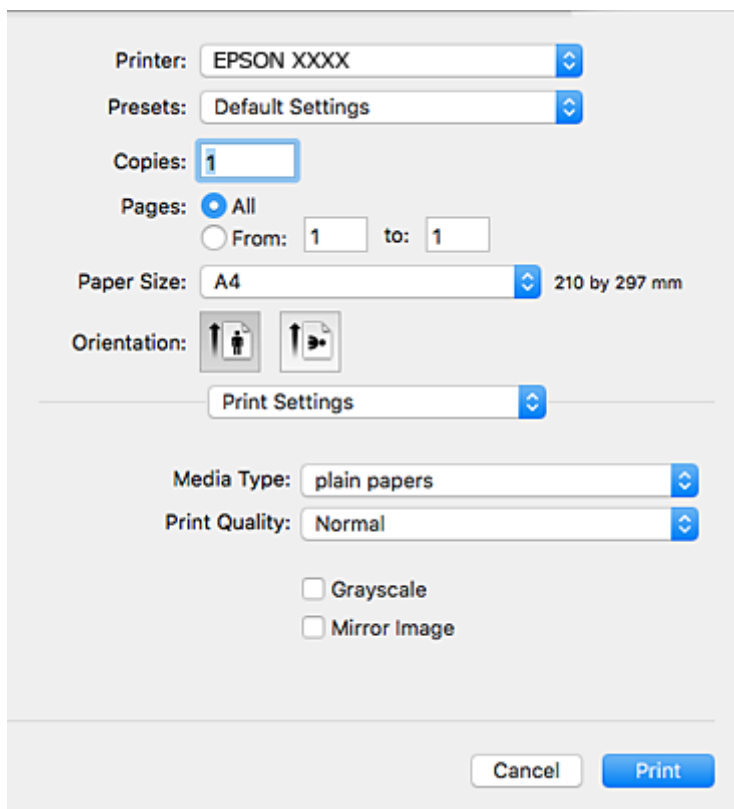 Printer: EPSON XXXX
Presets: Default Settings
Copies: 1
Pages: All
From: 1 to: 1
Paper Size: A4 210 by 297 mm
Orientation:
Print Settings
Media Type: plain papers
Print Quality: Normal
Grayscale
Mirror Image
Cancel Print